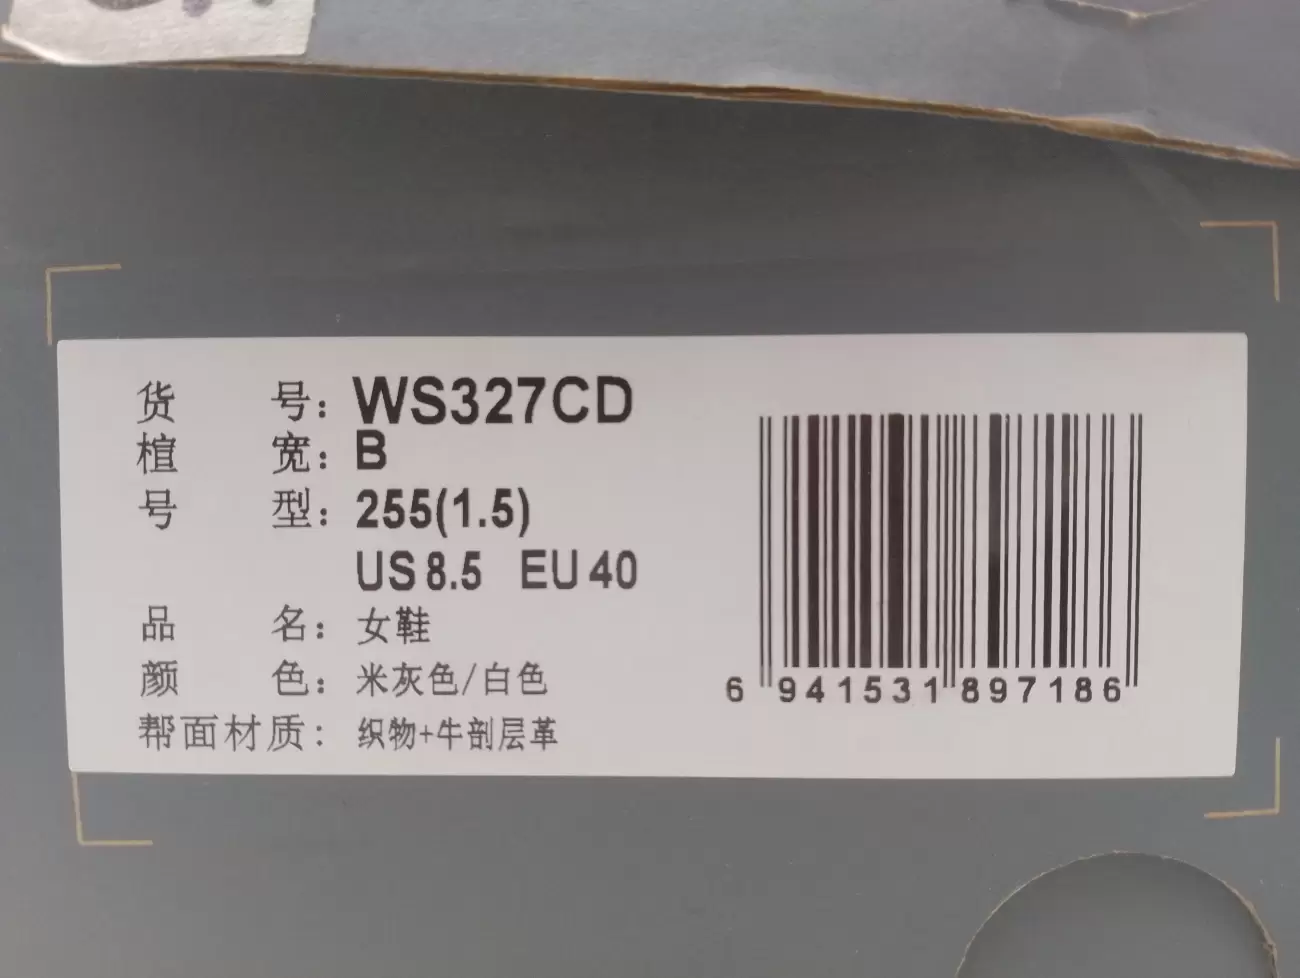 货 号：WS327CD
楦 宽：B
号 型：255(1.5)
US 8.5 EU 40
品 名：女鞋
颜 色：米灰色/白色
帮面材质：织物+牛剖层革
6 941531 897186